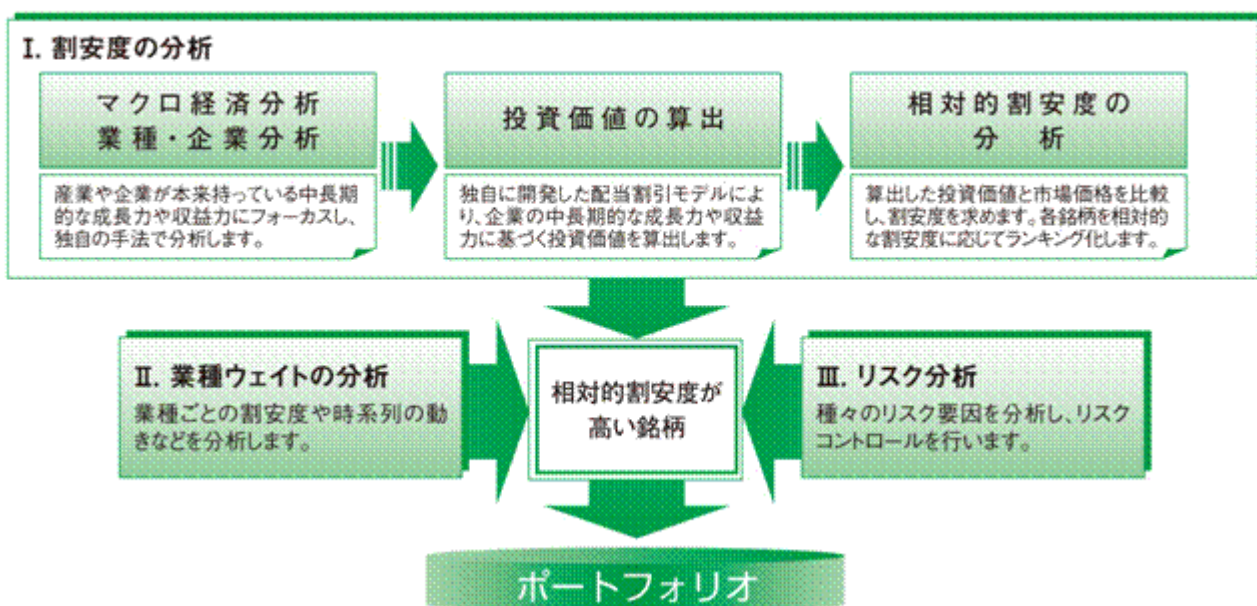 I. 割安度の分析
マクロ経済分析
業種・企業分析
産業や企業が本来持っている中長期
的な成長力や収益力にフォーカスし、
独自の手法で分析します。
投資価値の算出
独自に開発した配当割引モデルによ
り、企業の中長期的な成長力や収益
力に基づく投資価値を算出します。
相対的割安度の
分析
算出した投資価値と市場価格を比較
し、割安度を求めます。各銘柄を相対的
な割安度に応じてランキング化します。
II. 業種ウェイトの分析
業種ごとの割安度や時系列の動
きなどを分析します。
相対的割安度が
高い銘柄
III. リスク分析
種々のリスク要因を分析し、リスク
コントロールを行います。
ポートフォリオ